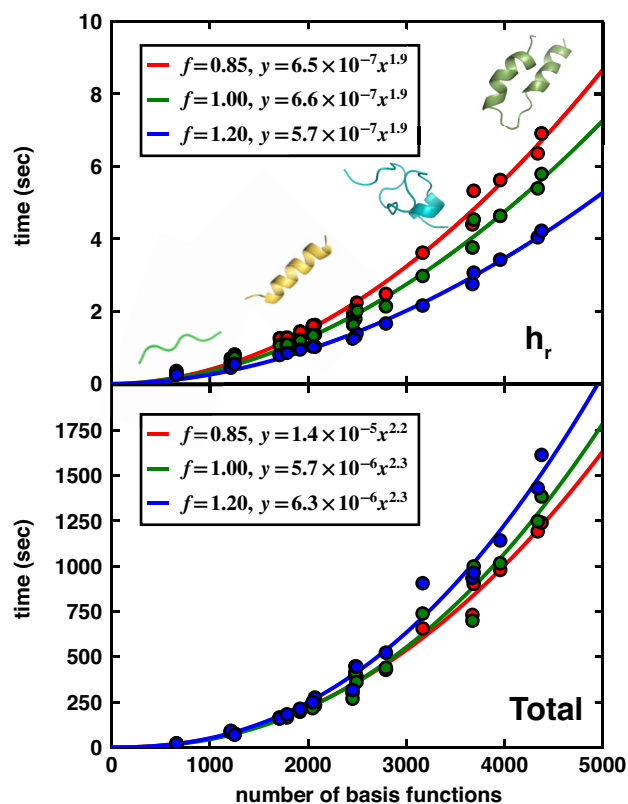 10
8
6
4
2
0
time (sec)
f=0.85, y=6.5×10⁻⁷x¹·⁹
f=1.00, y=6.6×10⁻⁷x¹·⁹
f=1.20, y=5.7×10⁻⁷x¹·⁹
hᵣ
1750
1500
1250
1000
750
500
250
0
time (sec)
f=0.85, y=1.4×10⁻⁵x²·²
f=1.00, y=5.7×10⁻⁶x²·³
f=1.20, y=6.3×10⁻⁶x²·³
Total
0 1000 2000 3000 4000 5000
number of basis functions